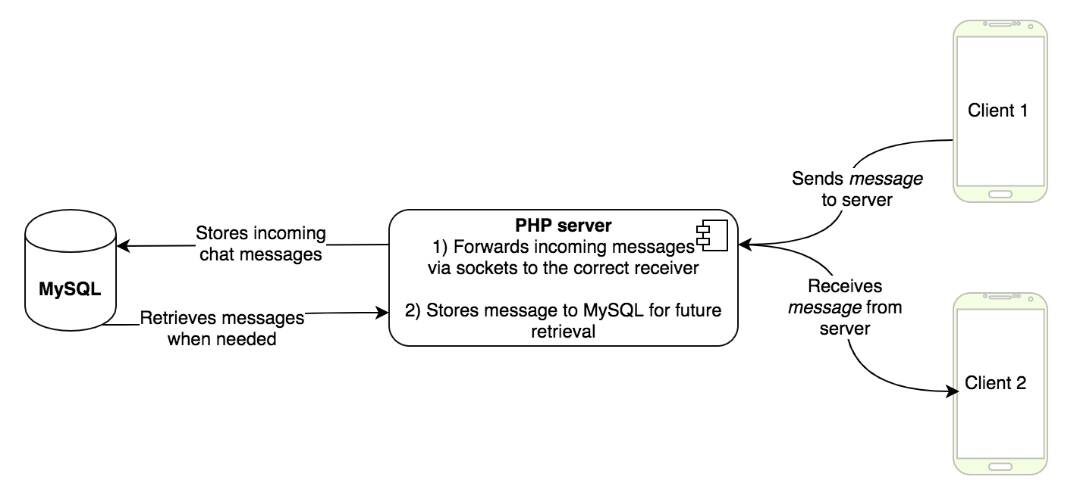 Client 1
Sends message
to server
PHP server
1) Forwards incoming messages
via sockets to the correct receiver
2) Stores message to MySQL for future
retrieval
Stores incoming
chat messages
MySQL
Retrieves messages
when needed
Receives
message from
server
Client 2